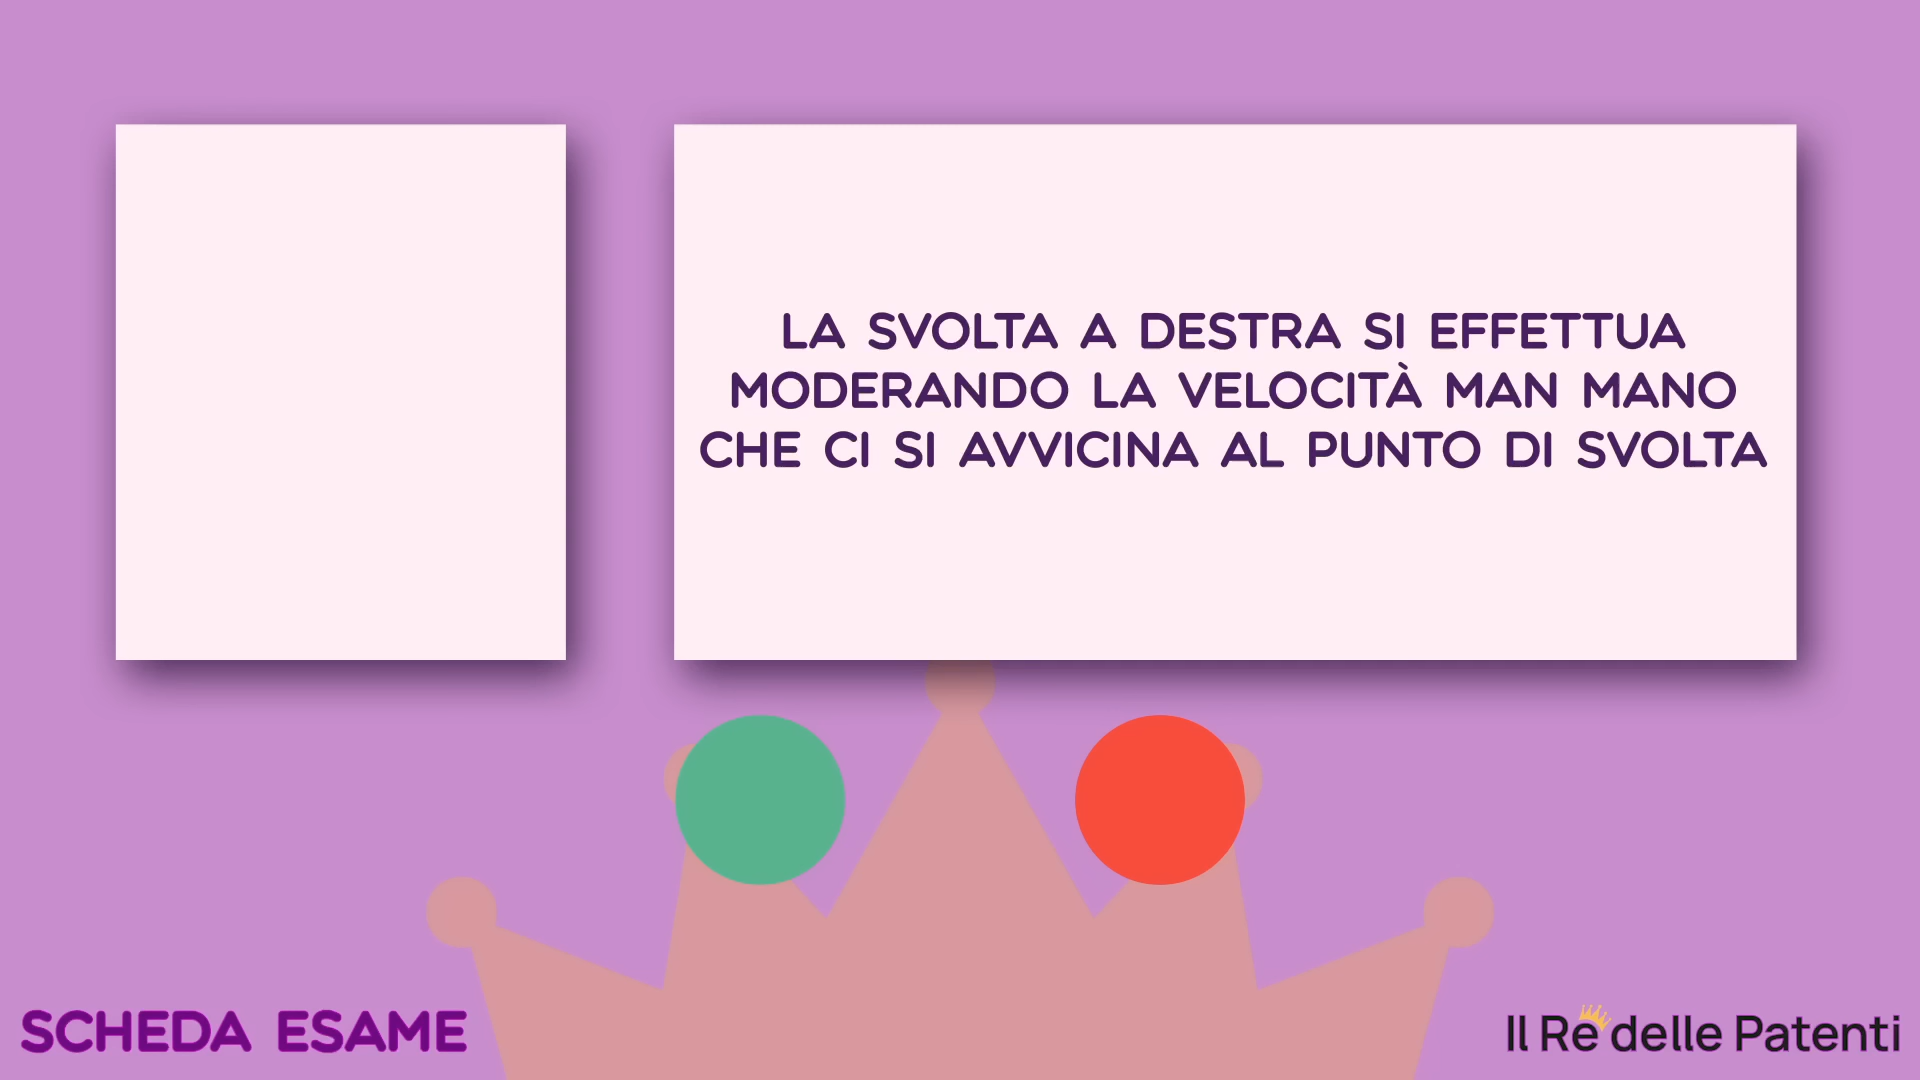 LA SVOLTA A DESTRA SI EFFETTUA
MODERANDO LA VELOCITÀ MAN MANO
CHE CI SI AVVICINA AL PUNTO DI SVOLTA
SCHEDA ESAME
Il Re delle Patenti